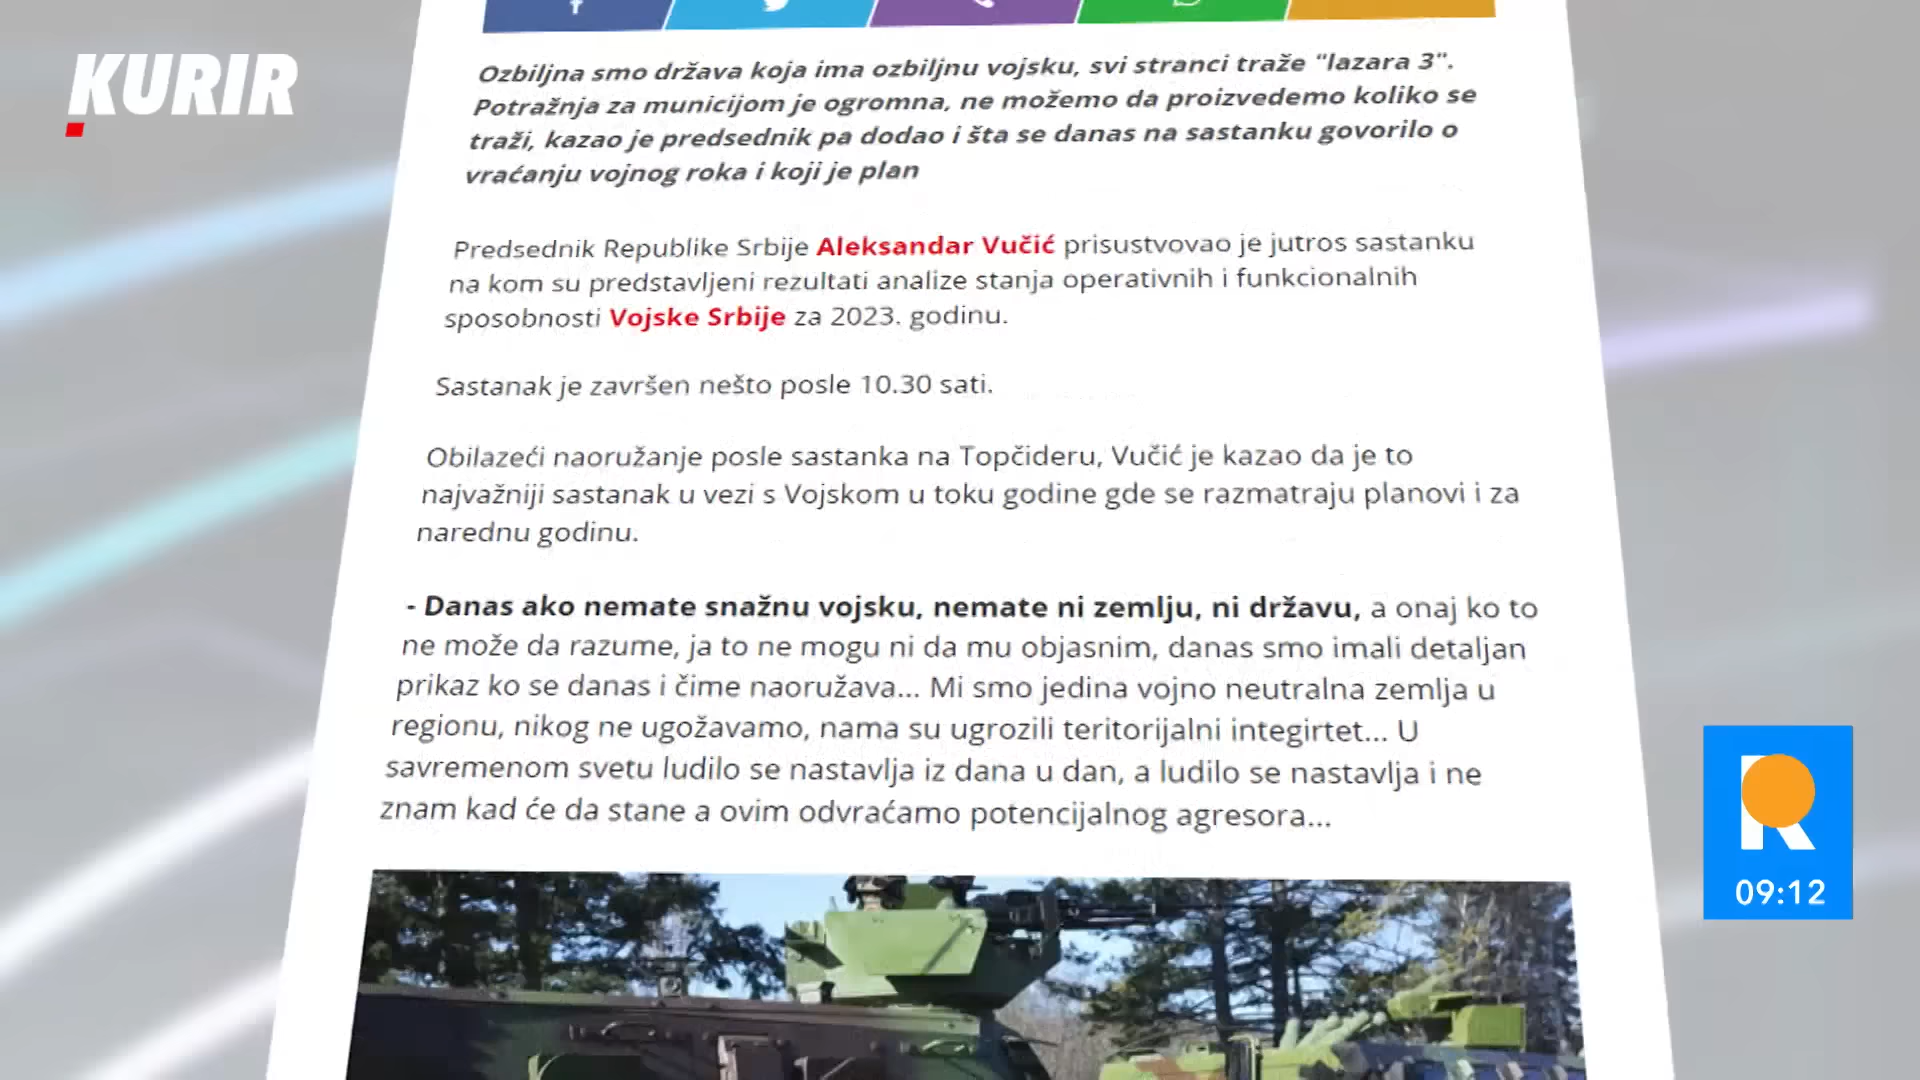 KURIR
Ozbiljna smo država koja ima ozbiljnu vojsku, svi stranci traže "lazara 3".
Potražnja za municijom je ogromna, ne možemo da proizvedemo koliko se
traži, kazao je predsednik pa dodao i šta se danas na sastanku govorilo o
vraćanju vojnog roka i koji je plan
Predsednik Republike Srbije Aleksandar Vučić prisustvovao je jutros sastanku
na kom su predstavljeni rezultati analize stanja operativnih i funkcionalnih
sposobnosti Vojske Srbije za 2023. godinu.
Sastanak je završen nešto posle 10.30 sati.
Obilazeći naoružanje posle sastanka na Topčideru, Vučić je kazao da je to
najvažniji sastanak u vezi s Vojskom u toku godine gde se razmatraju planovi i za
narednu godinu.
- Danas ako nemate snažnu vojsku, nemate ni zemlju, ni državu, a onaj ko to
ne može da razume, ja to ne mogu ni da mu objasnim, danas smo imali detaljan
prikaz ko se danas i čime naoružava... Mi smo jedina vojno neutralna zemlja u
regionu, nikog ne ugožavamo, nama su ugrozili teritorijalni integirtet... U
savremenom svetu ludilo se nastavlja iz dana u dan, a ludilo se nastavlja i ne
znam kad će da stane a ovim odvraćamo potencijalnog agresora...
R
09:12